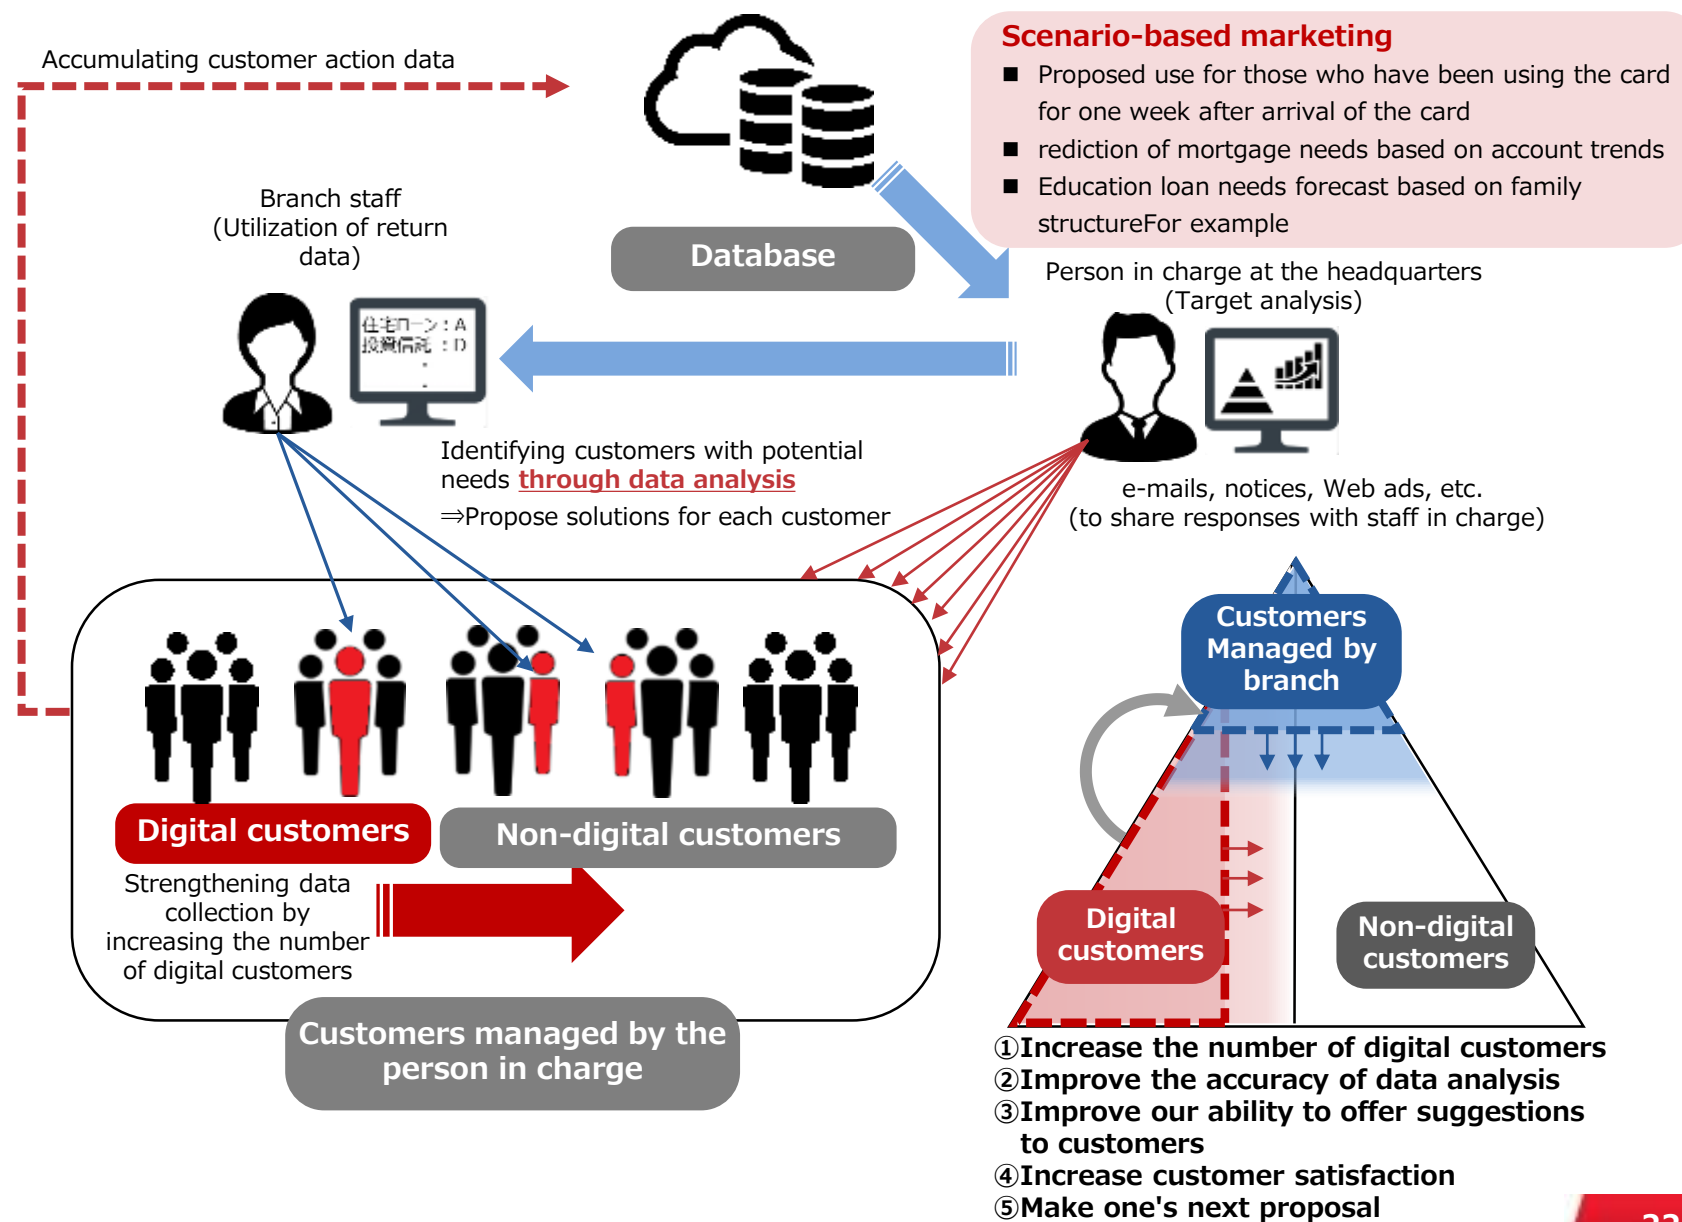 Accumulating customer action data
Scenario-based marketing
■ Proposed use for those who have been using the card
for one week after arrival of the card
■ rediction of mortgage needs based on account trends
■ Education loan needs forecast based on family
structureFor example
Branch staff
(Utilization of return
data)
Database
Person in charge at the headquarters
(Target analysis)
住宅ローン:A
投資信託 :D
Identifying customers with potential
needs through data analysis
⇒Propose solutions for each customer
e-mails, notices, Web ads, etc.
(to share responses with staff in charge)
Digital customers
Non-digital customers
Strengthening data
collection by
increasing the number
of digital customers
Customers managed by the
person in charge
Customers
Managed by
branch
Digital
customers
Non-digital
customers
①Increase the number of digital customers
②Improve the accuracy of data analysis
③Improve our ability to offer suggestions
to customers
④Increase customer satisfaction
⑤Make one's next proposal